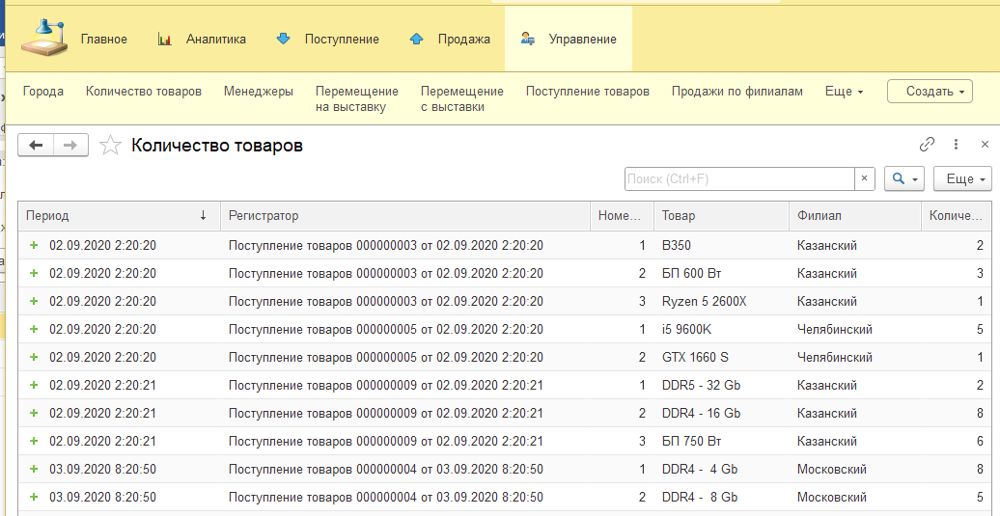 Главное Аналитика Поступление Продажа Управление
Города Количество товаров Менеджеры Перемещение на выставку Перемещение с выставки Поступление товаров Продажи по филиалам Еще Создать
Количество товаров
Поиск (Ctrl+F) × Еще
Период ↓ Регистратор Номе... Товар Филиал Количе...
02.09.2020 2:20:20 Поступление товаров 000000003 от 02.09.2020 2:20:20 1 B350 Казанский 2
02.09.2020 2:20:20 Поступление товаров 000000003 от 02.09.2020 2:20:20 2 БП 600 Вт Казанский 3
02.09.2020 2:20:20 Поступление товаров 000000003 от 02.09.2020 2:20:20 3 Ryzen 5 2600X Казанский 1
02.09.2020 2:20:20 Поступление товаров 000000005 от 02.09.2020 2:20:20 1 i5 9600K Челябинский 5
02.09.2020 2:20:20 Поступление товаров 000000005 от 02.09.2020 2:20:20 2 GTX 1660 S Челябинский 1
02.09.2020 2:20:21 Поступление товаров 000000009 от 02.09.2020 2:20:21 1 DDR5 - 32 Gb Казанский 2
02.09.2020 2:20:21 Поступление товаров 000000009 от 02.09.2020 2:20:21 2 DDR4 - 16 Gb Казанский 8
02.09.2020 2:20:21 Поступление товаров 000000009 от 02.09.2020 2:20:21 3 БП 750 Вт Казанский 6
03.09.2020 8:20:50 Поступление товаров 000000004 от 03.09.2020 8:20:50 1 DDR4 - 4 Gb Московский 8
03.09.2020 8:20:50 Поступление товаров 000000004 от 03.09.2020 8:20:50 2 DDR4 - 8 Gb Московский 5